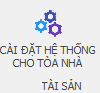 CÀI ĐẶT HỆ THỐNG
CHO TÒA NHÀ
TÀI SẢN